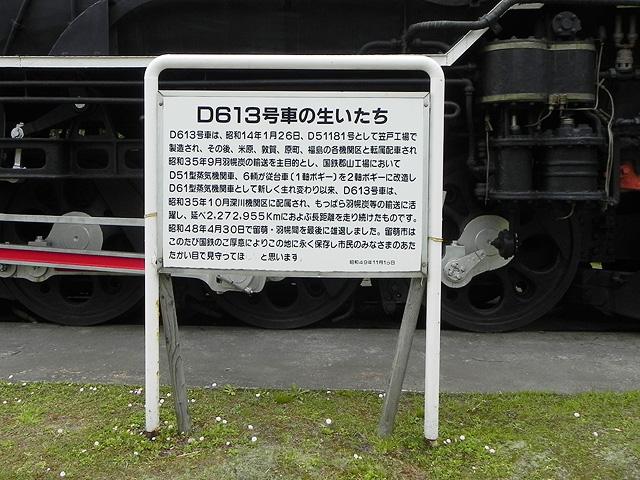 D613号車の生いたち
D613号車は、昭和14年1月26日、D51181号として笠戸工場で
製造され、その後、米原、敦賀、原町、福島の各機関区と転属配車され
昭和35年9月羽幌炭の輸送を主目的とし、国鉄郡山工場において
D51型蒸気機関車、6輌が従台車(1軸ボギー)を2軸ボギーに改造し
D61型蒸気機関車として新しく生れ変わり以来、D613号車は、
昭和35年10月深川機関区に配属され、もっぱら羽幌炭等の輸送に活
躍し、延べ2,272,955Kmにおよぶ長距離を走り続けたものです。
昭和48年4月30日で留萌・羽幌間を最後に雄退しました。留萌市は
このたび国鉄のご厚意によりこの地に永く保存し市民のみなさまのあた
たかい目で見守ってほ と思います
昭和49年11月15日